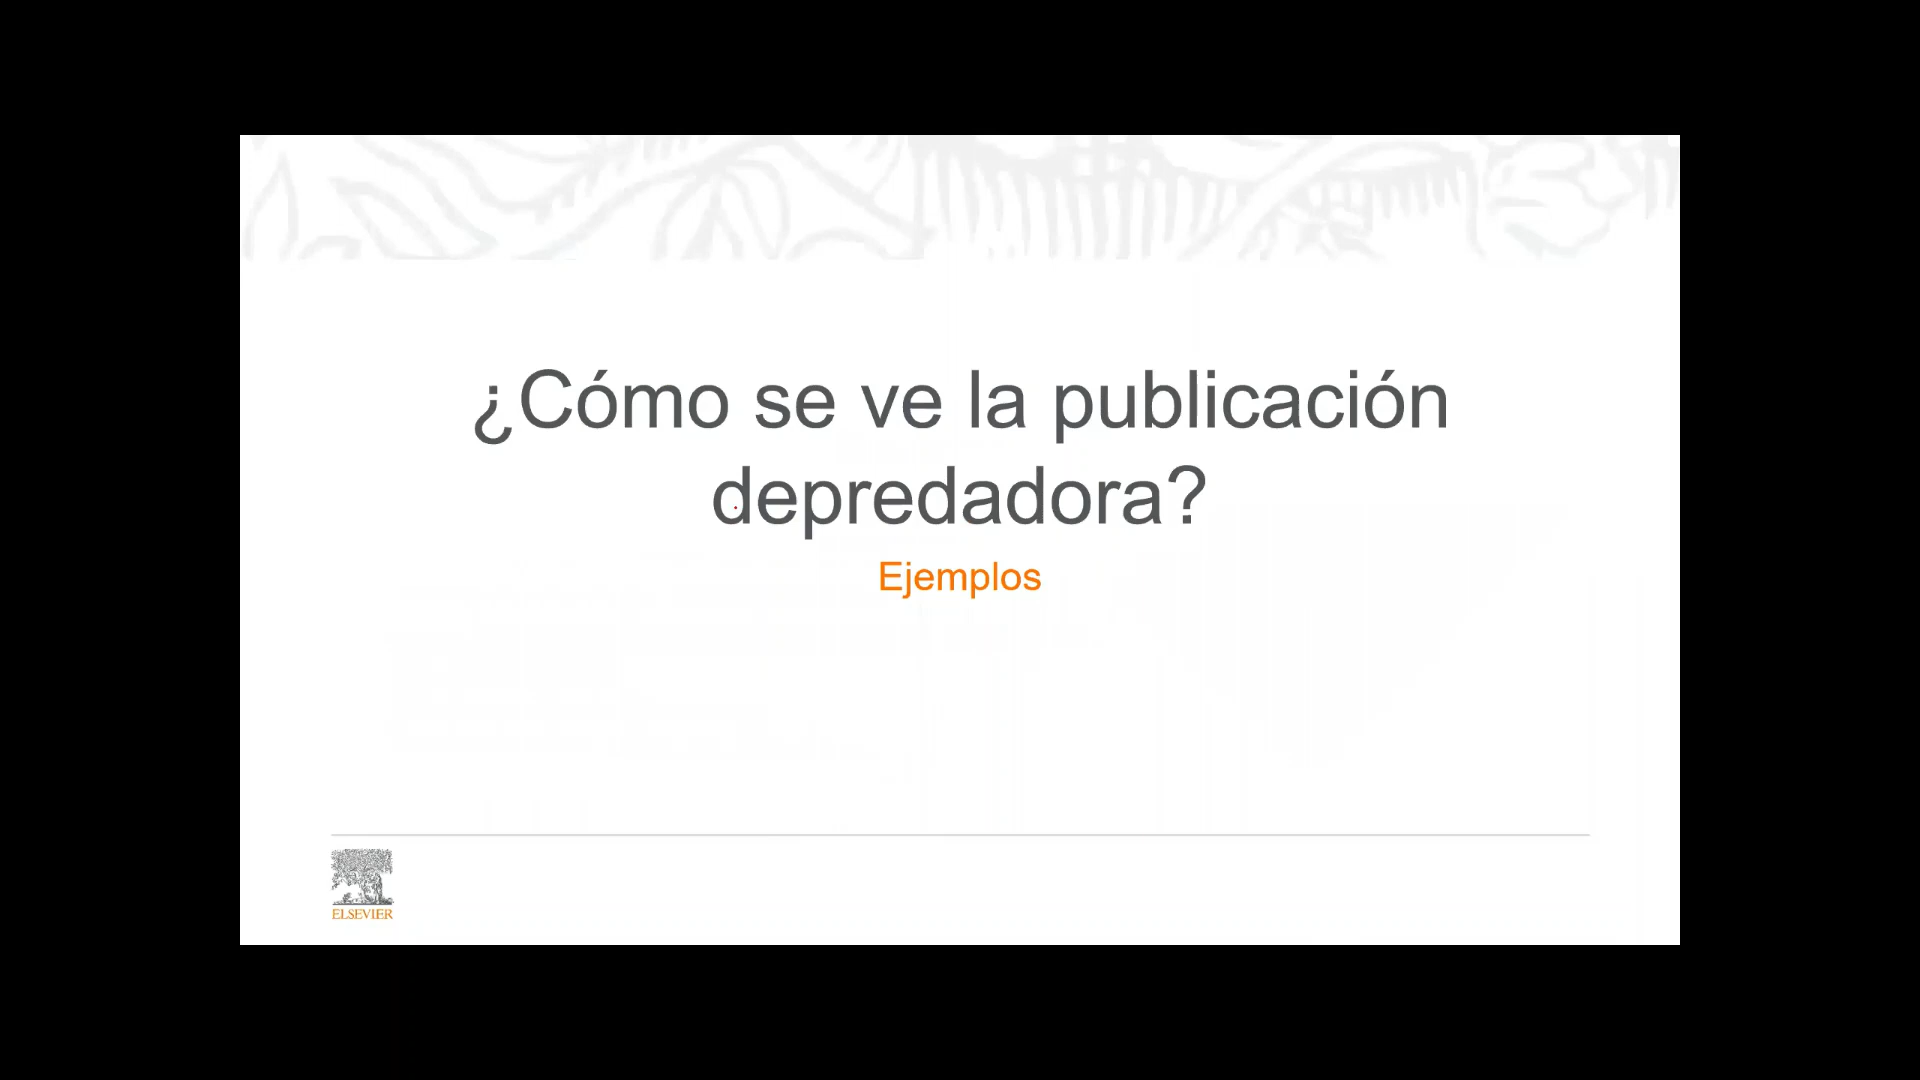 ¿Cómo se ve la publicación
depredadora?
Ejemplos
ELSEVIER